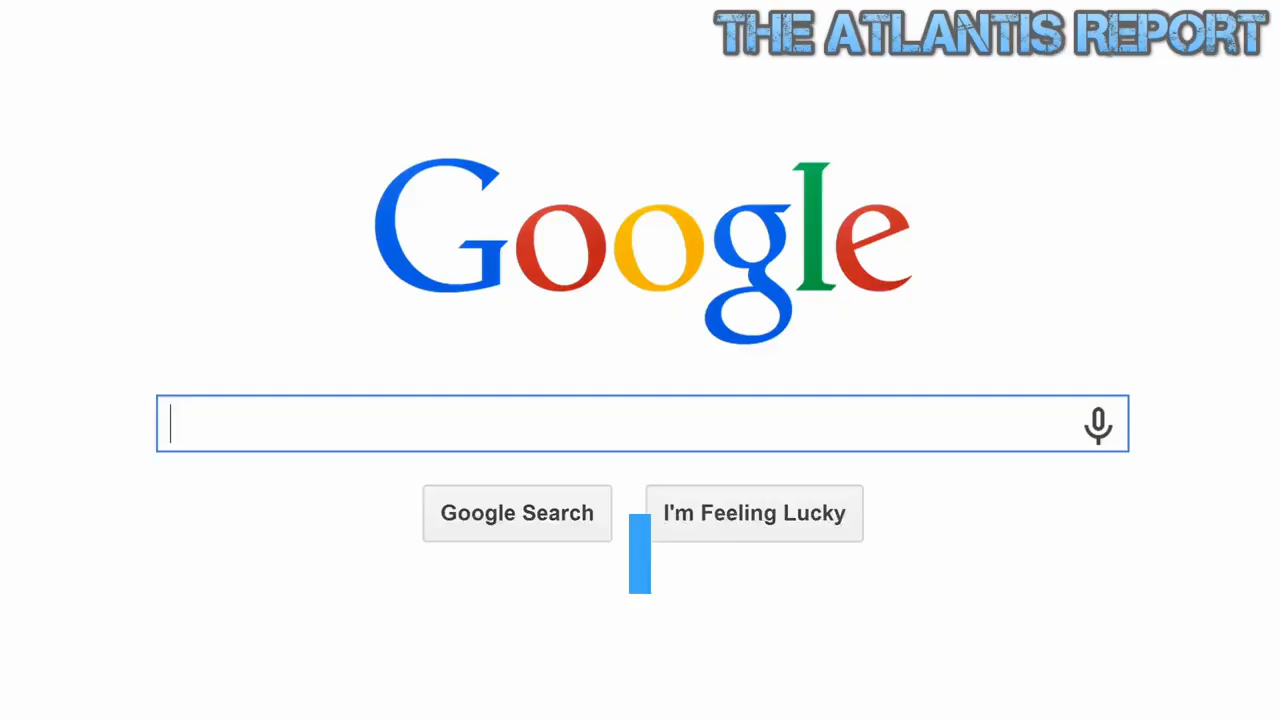 THE ATLANTIS REPORT
Google
Google Search
I'm Feeling Lucky